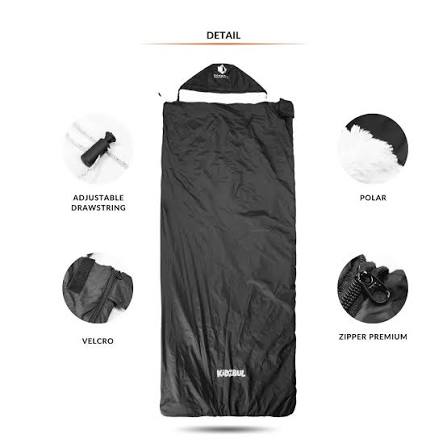 DETAIL
ADJUSTABLE
DRAWSTRING
POLAR
VELCRO
ZIPPER PREMIUM